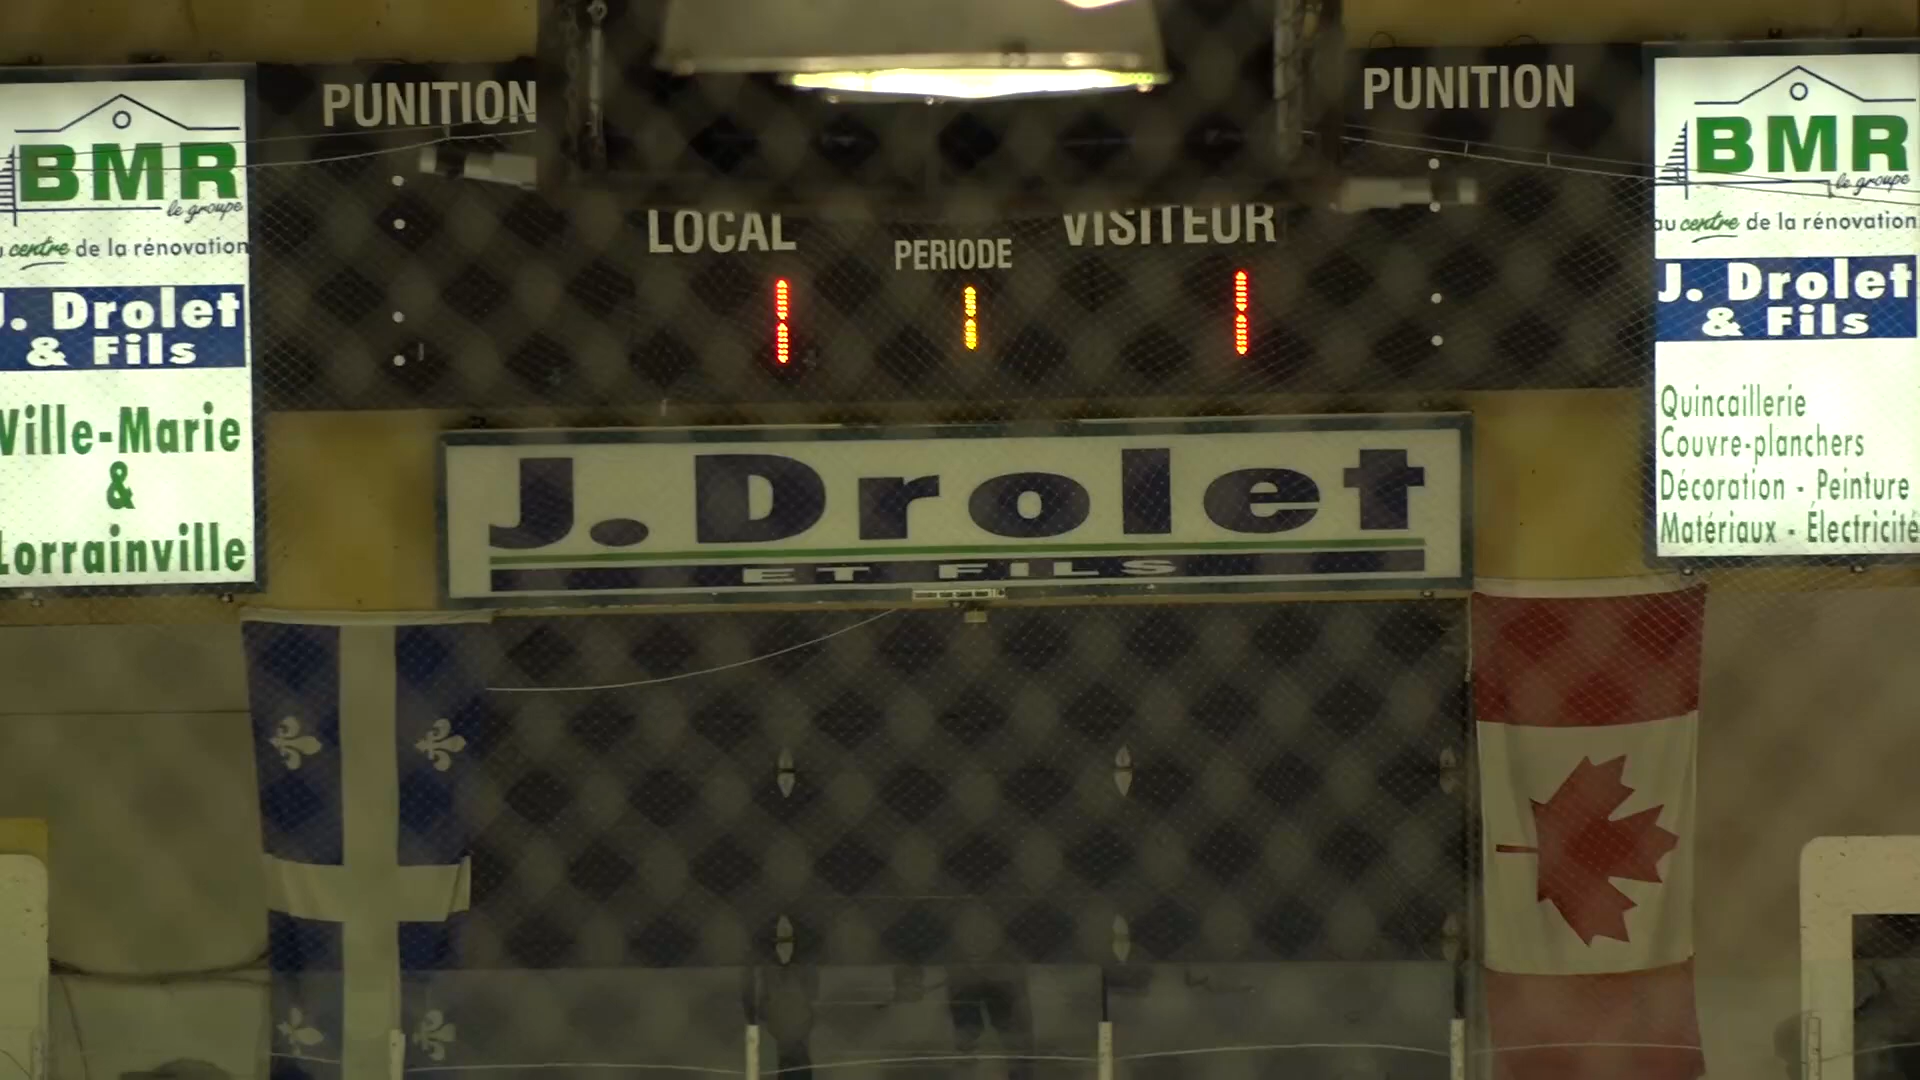 PUNITION
PUNITION
BMR
le groupe
centre de la rénovation
J. Drolet
& Fils
Ville-Marie
&
Lorrainville
LOCAL
PERIODE
VISITEUR
1
1
1
BMR
le groupe
au centre de la rénovation
J. Drolet
& Fils
Quincaillerie
Couvre-planchers
Décoration - Peinture
Matériaux - Électricité
J. Drolet
ET FILS